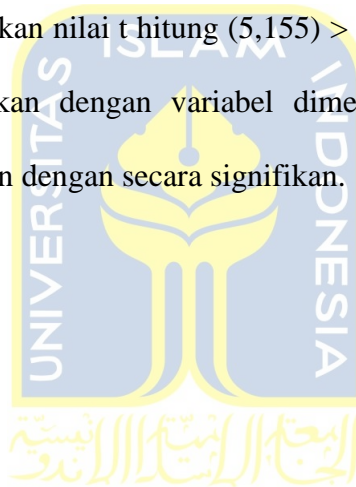 kan nilai t hitung (5,155) >
kan dengan variabel dime
n dengan secara signifikan.
UNIVERSITAS ISLAM INDONESIA